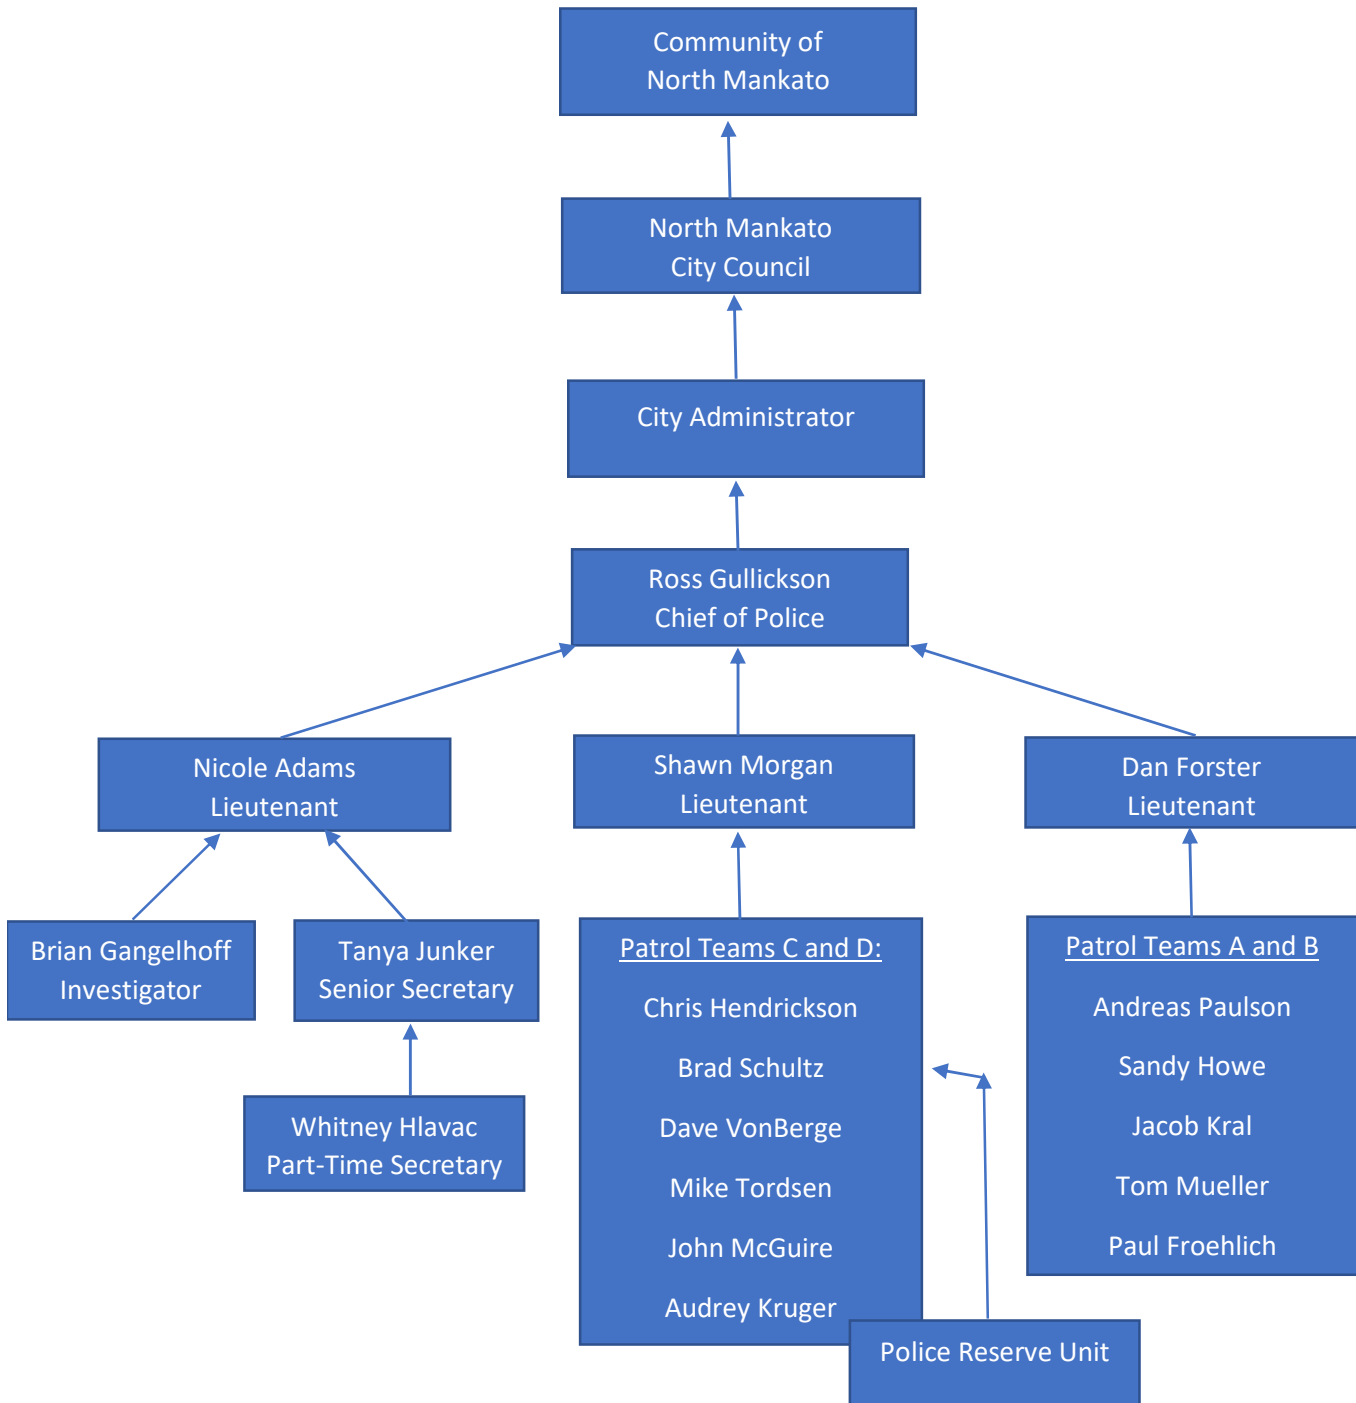 Community of
North Mankato
North Mankato
City Council
City Administrator
Ross Gullickson
Chief of Police
Nicole Adams
Lieutenant
Shawn Morgan
Lieutenant
Dan Forster
Lieutenant
Brian Gangelhoff
Investigator
Tanya Junker
Senior Secretary
Whitney Hlavac
Part-Time Secretary
Patrol Teams C and D:
Chris Hendrickson
Brad Schultz
Dave VonBerge
Mike Tordsen
John McGuire
Audrey Kruger
Police Reserve Unit
Patrol Teams A and B
Andreas Paulson
Sandy Howe
Jacob Kral
Tom Mueller
Paul Froehlich